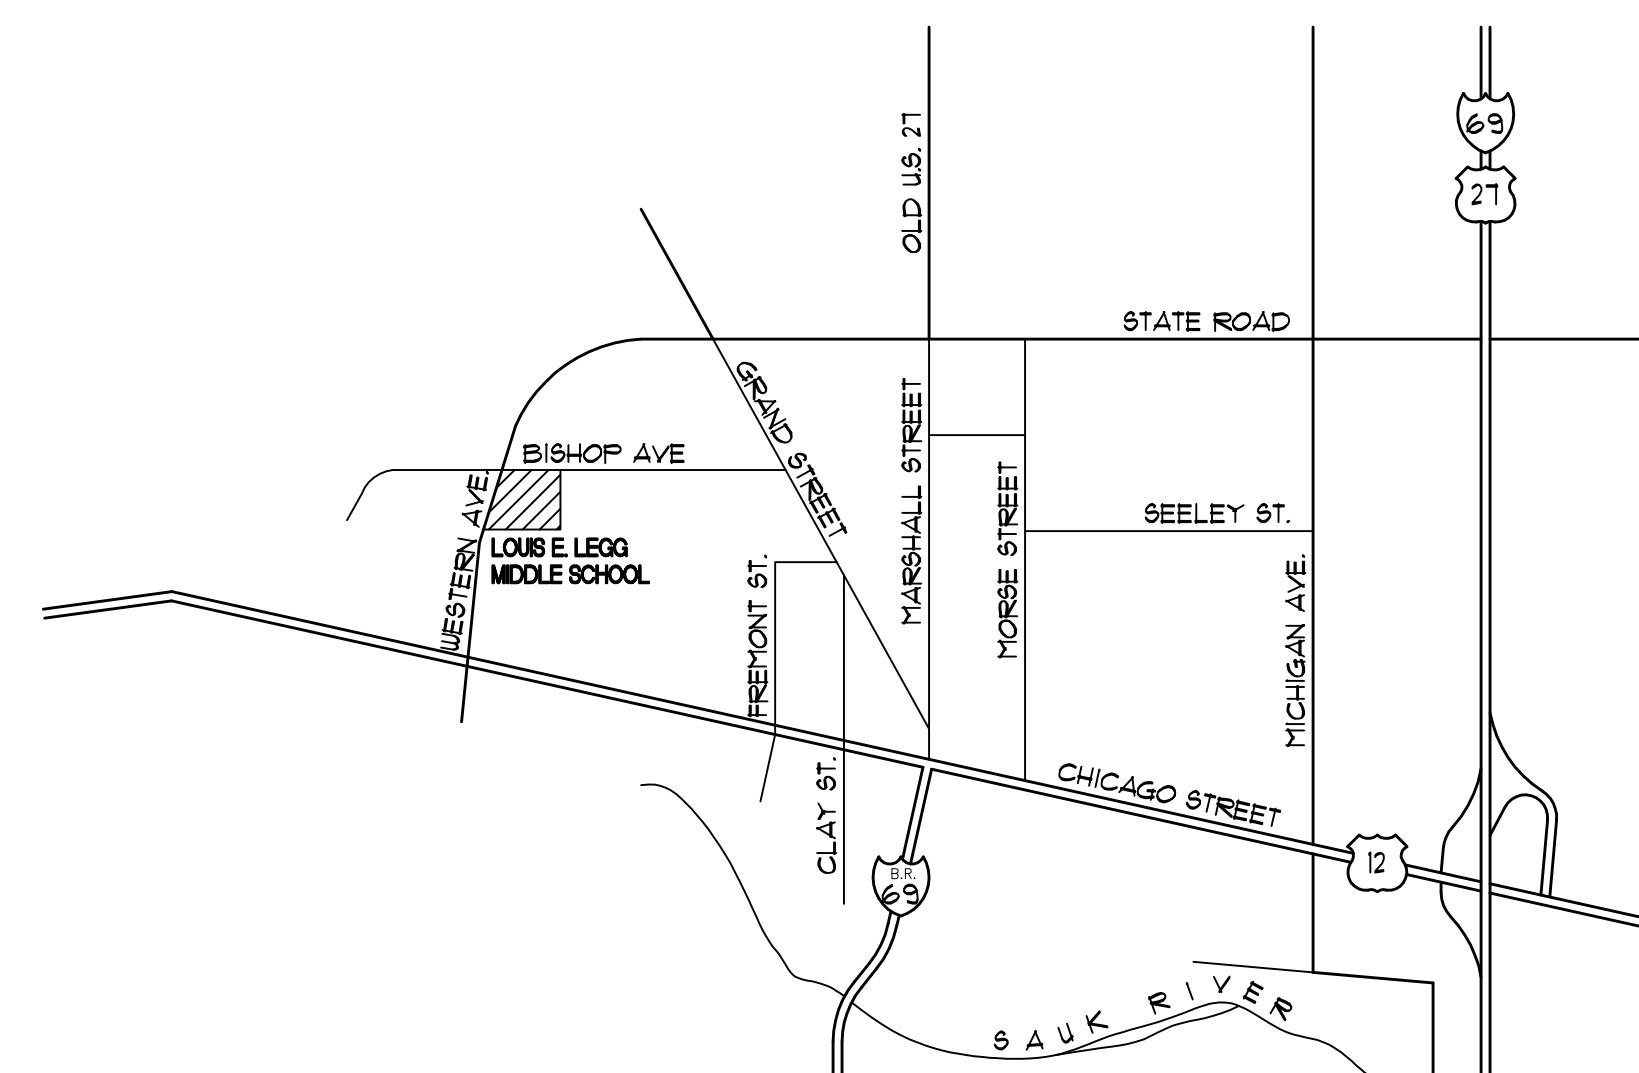 69
27
OLD U.S. 27
STATE ROAD
GRAND STREET
MARSHALL STREET
BISHOP AVE
WESTERN AVE.
MORSE STREET
SEELEY ST.
LOUIS E. LEGG
MIDDLE SCHOOL
FREMONT ST.
MICHIGAN AVE.
CLAY ST.
CHICAGO STREET
12
B.R.
69
SAUK RIVER